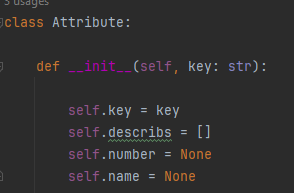 5 usages
class Attribute:
def __init__(self, key: str):
self.key = key
self.describs = []
self.number = None
self.name = None